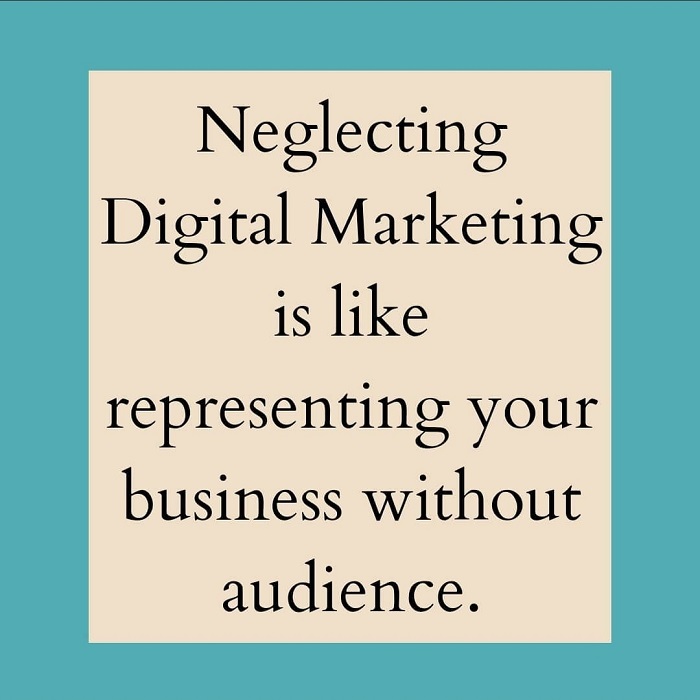 Neglecting
Digital Marketing
is like
representing your
business without
audience.